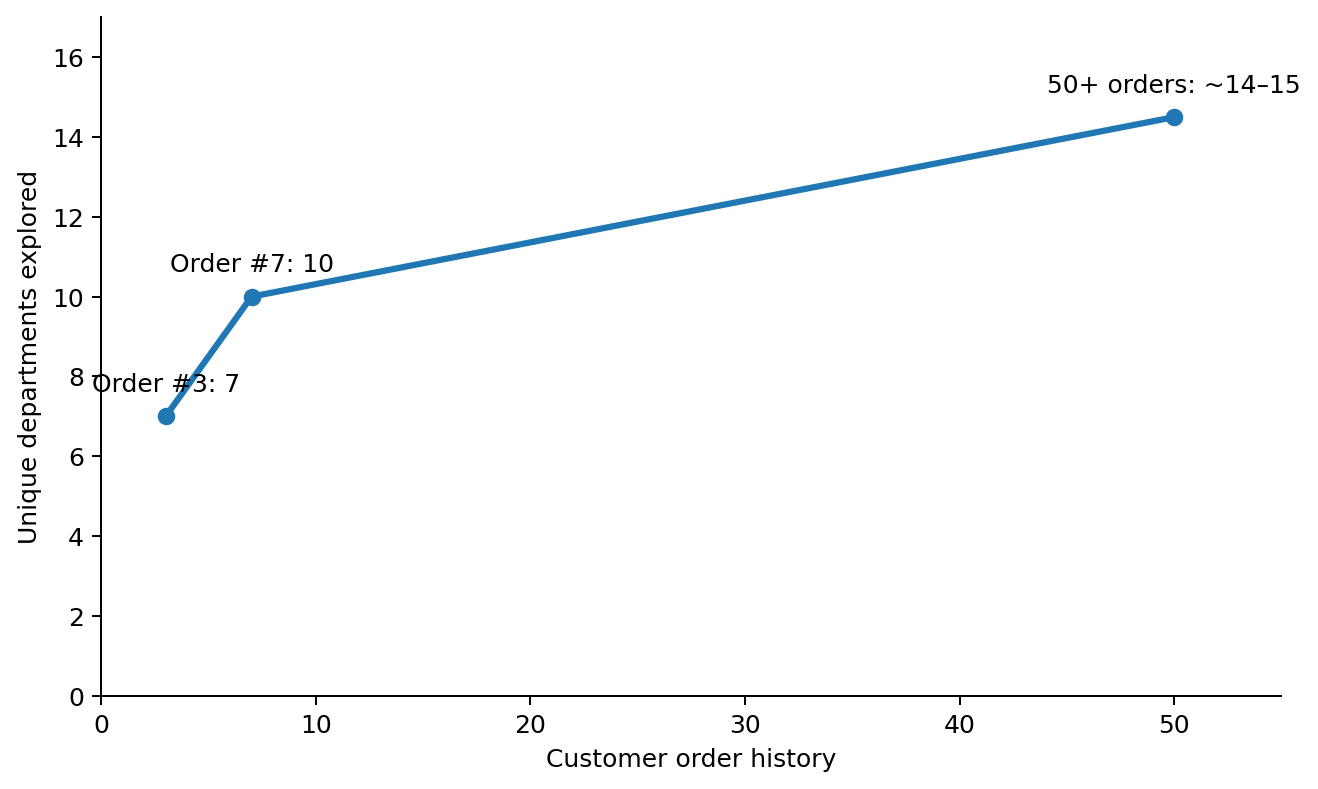 16
14
12
10
8
6
4
2
0
Unique departments explored
50+ orders: ~14–15
Order #7: 10
Order #3: 7
0 10 20 30 40 50
Customer order history